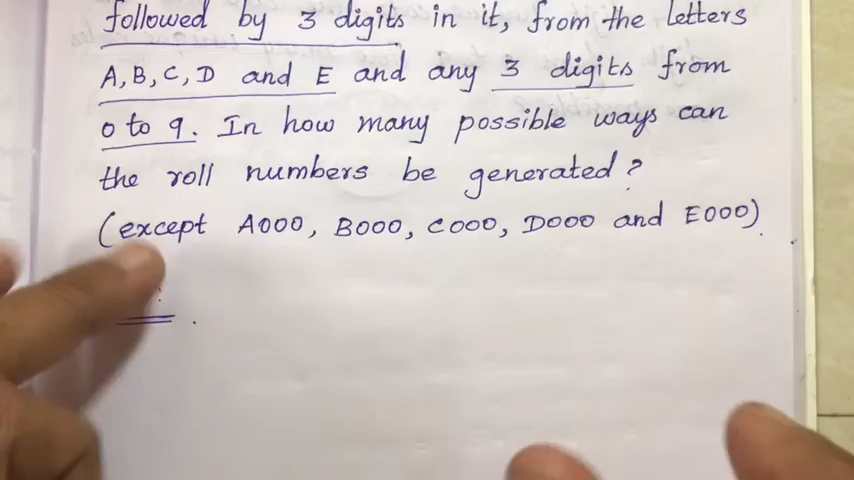 followed by 3 digits in it, from the letters
A, B, C, D and E and any 3 digits from
0 to 9. In how many possible ways can
the roll numbers be generated?
(except A000, B000, C000, D000 and E000).